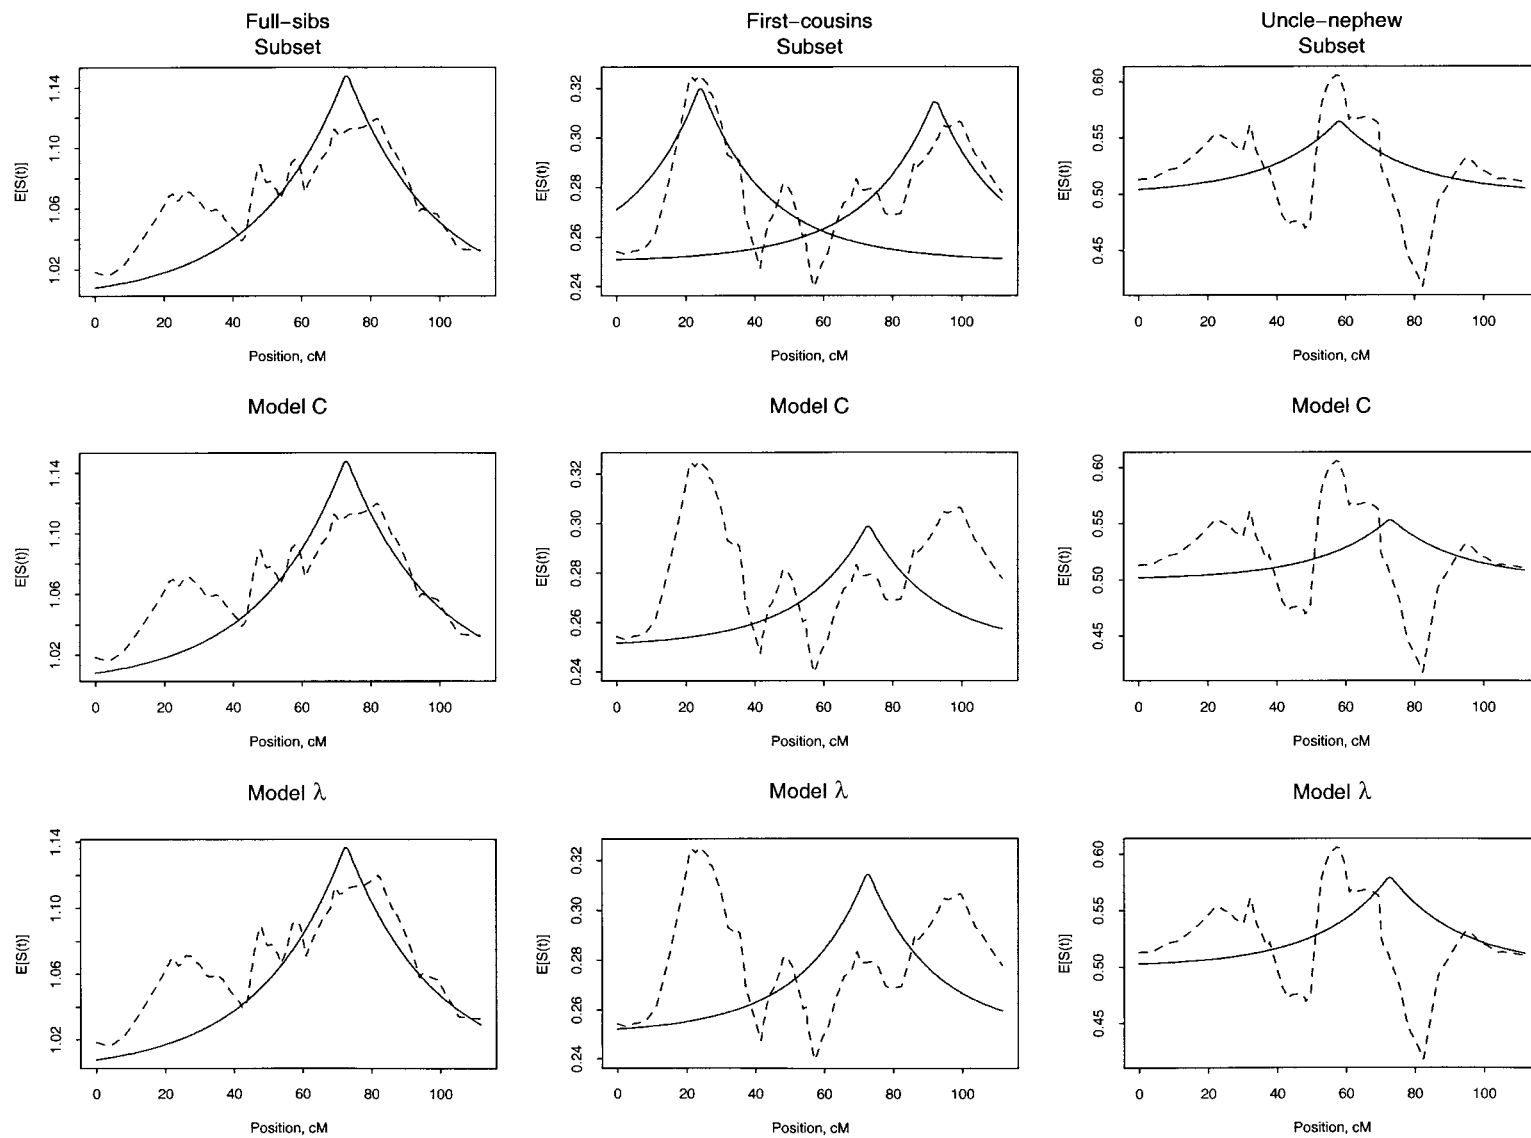 Full-sibs
Subset
First-cousins
Subset
Uncle-nephew
Subset
E[S(t)]
1.02 1.06 1.10 1.14
0 20 40 60 80 100
Position, cM
E[S(t)]
0.24 0.26 0.28 0.30 0.32
0 20 40 60 80 100
Position, cM
E[S(t)]
0.45 0.50 0.55 0.60
0 20 40 60 80 100
Position, cM
Model C
Model C
Model C
E[S(t)]
1.02 1.06 1.10 1.14
0 20 40 60 80 100
Position, cM
E[S(t)]
0.24 0.26 0.28 0.30 0.32
0 20 40 60 80 100
Position, cM
E[S(t)]
0.45 0.50 0.55 0.60
0 20 40 60 80 100
Position, cM
Model λ
Model λ
Model λ
E[S(t)]
1.02 1.06 1.10 1.14
0 20 40 60 80 100
Position, cM
E[S(t)]
0.24 0.26 0.28 0.30 0.32
0 20 40 60 80 100
Position, cM
E[S(t)]
0.45 0.50 0.55 0.60
0 20 40 60 80 100
Position, cM